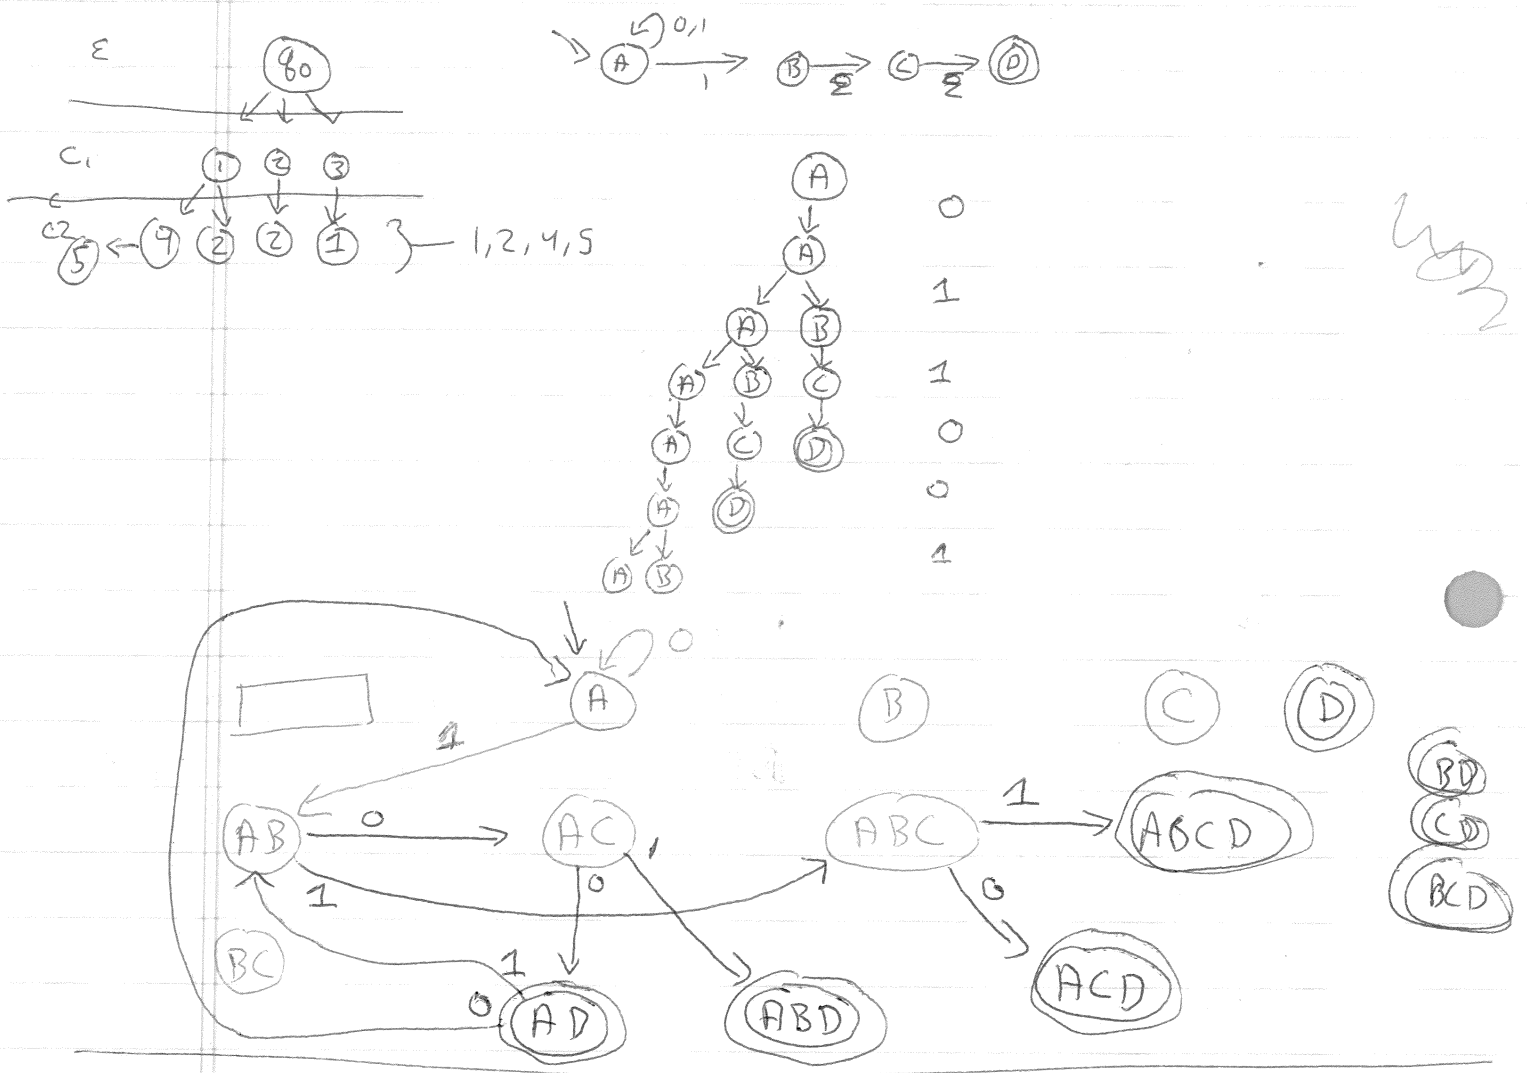 ε q0
C1 1 2 3
C2 5 4 2 2 1 } 1,2,4,5
A 0,1 1 B Σ C Σ D
A
0
A
1
A B
1
A B C
0
A C D
0
A D
1
A B
A 0 B C D
1
BD
AB 0 AC 1 ABC 1 ABCD CD
1 0 0 BCD
BC 1 ACD
0 AD ABD